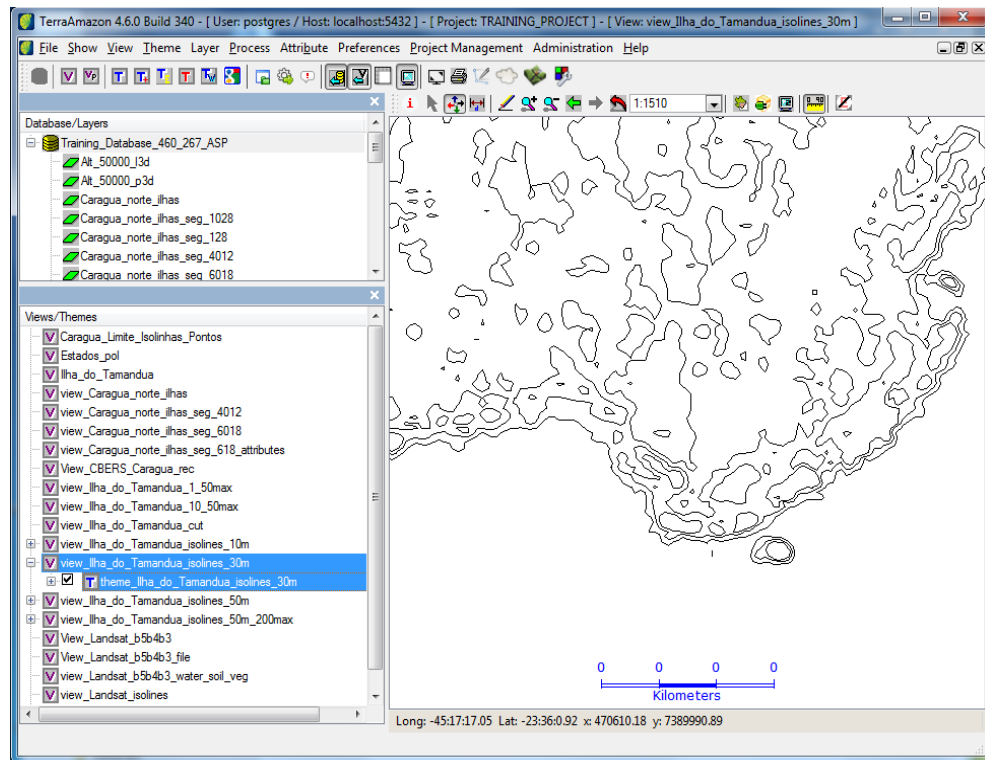 TerraAmazon 4.6.0 Build 340 - [ User: postgres / Host: localhost:5432 ] - [ Project: TRAINING_PROJECT ] - [ View: view_Ilha_do_Tamandua_isolines_30m ]
File Show View Theme Layer Process Attribute Preferences Project Management Administration Help
1:1510
Database/Layers
Training_Database_460_267_ASP
Alt_50000_l3d
Alt_50000_p3d
Caragua_norte_ilhas
Caragua_norte_ilhas_seg_1028
Caragua_norte_ilhas_seg_128
Caragua_norte_ilhas_seg_4012
Caragua_norte_ilhas_seg_6018
Views/Themes
Caragua_Limite_Isolinhas_Pontos
Estados_pol
Ilha_do_Tamandua
view_Caragua_norte_ilhas
view_Caragua_norte_ilhas_seg_4012
view_Caragua_norte_ilhas_seg_6018
view_Caragua_norte_ilhas_seg_618_attributes
View_CBERS_Caragua_rec
view_Ilha_do_Tamandua_1_50max
view_Ilha_do_Tamandua_10_50max
view_Ilha_do_Tamandua_cut
view_Ilha_do_Tamandua_isolines_10m
view_Ilha_do_Tamandua_isolines_30m
theme_Ilha_do_Tamandua_isolines_30m
view_Ilha_do_Tamandua_isolines_50m
view_Ilha_do_Tamandua_isolines_50m_200max
View_Landsat_b5b4b3
View_Landsat_b5b4b3_file
view_Landsat_b5b4b3_water_soil_veg
view_Landsat_isolines
0 0 0 0
Kilometers
Long: -45:17:17.05 Lat: -23:36:0.92 x: 470610.18 y: 7389990.89